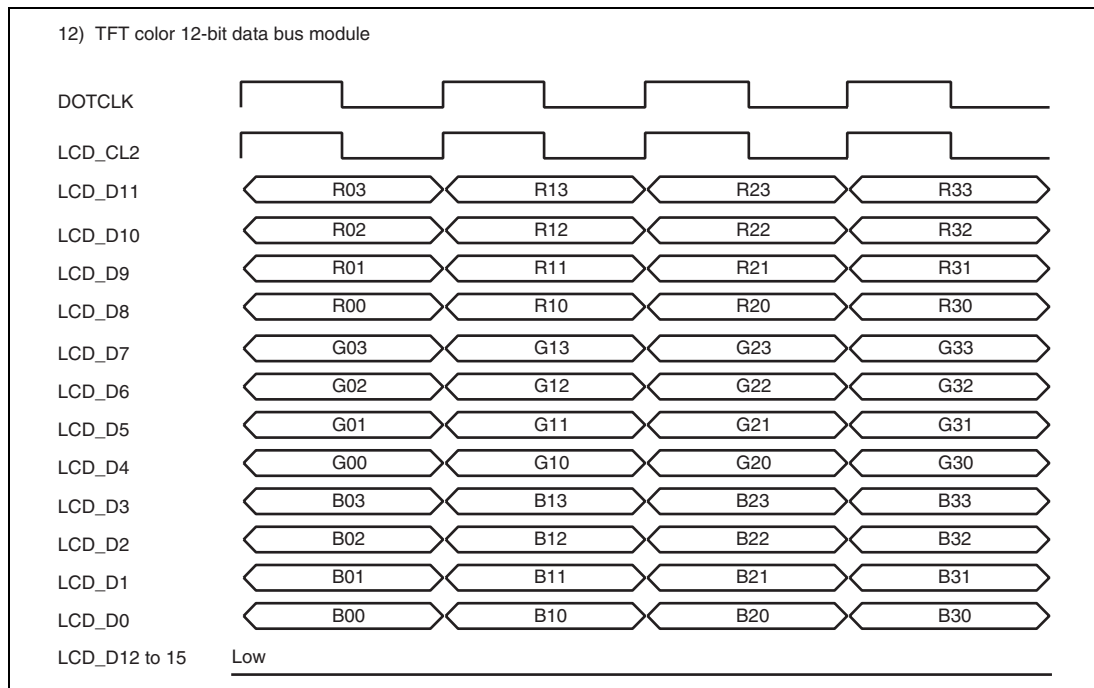 12) TFT color 12-bit data bus module
DOTCLK
LCD_CL2
LCD_D11 R03 R13 R23 R33
LCD_D10 R02 R12 R22 R32
LCD_D9 R01 R11 R21 R31
LCD_D8 R00 R10 R20 R30
LCD_D7 G03 G13 G23 G33
LCD_D6 G02 G12 G22 G32
LCD_D5 G01 G11 G21 G31
LCD_D4 G00 G10 G20 G30
LCD_D3 B03 B13 B23 B33
LCD_D2 B02 B12 B22 B32
LCD_D1 B01 B11 B21 B31
LCD_D0 B00 B10 B20 B30
LCD_D12 to 15 Low